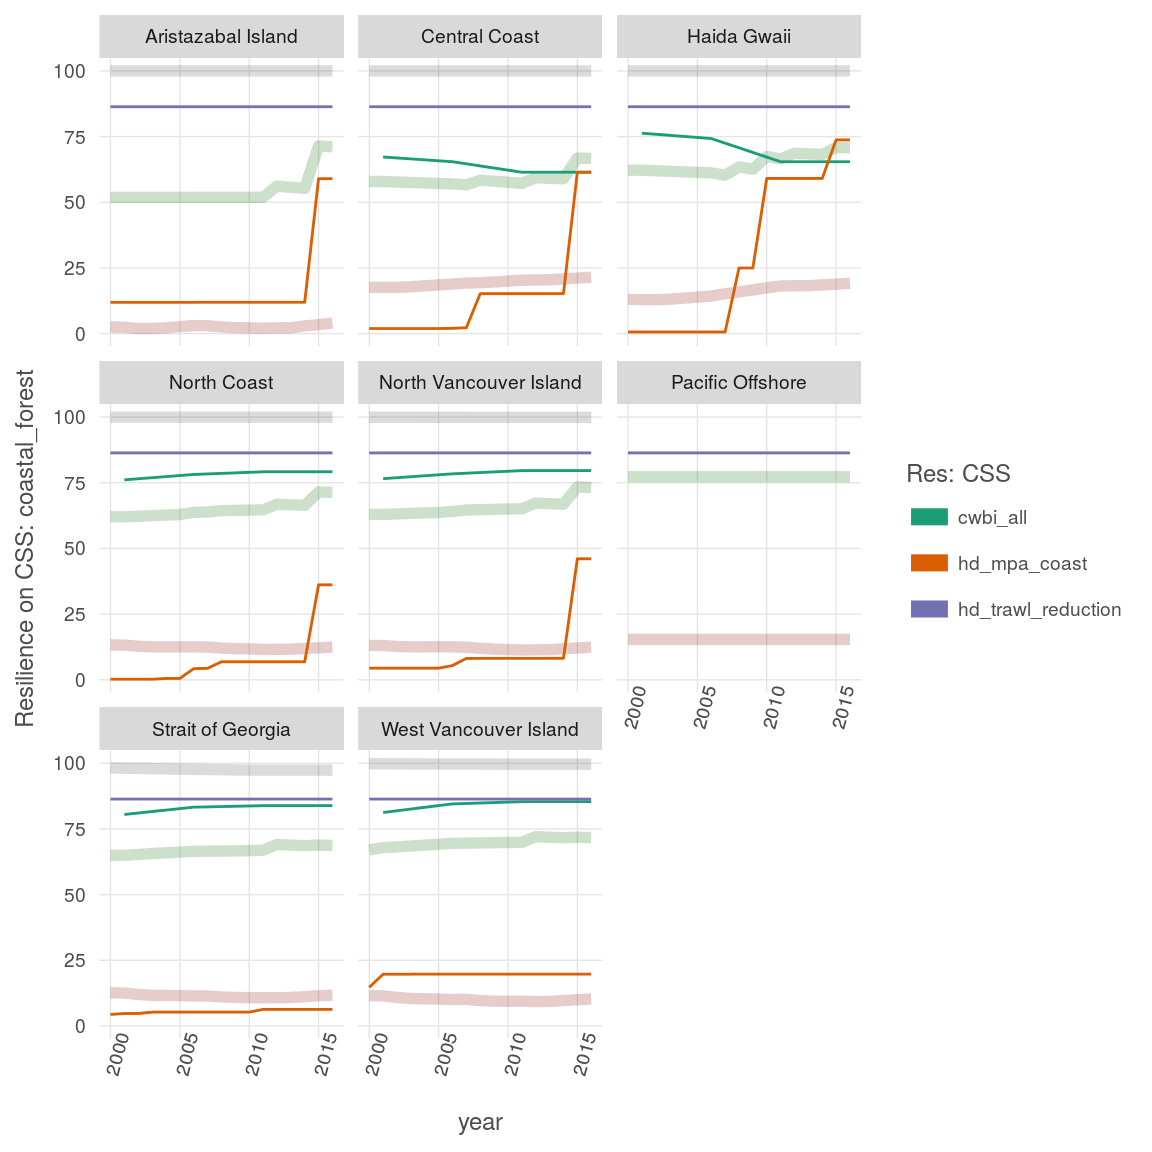 Aristazabal Island
Central Coast
Haida Gwaii
100
75
50
25
0
North Coast
North Vancouver Island
Pacific Offshore
100
75
50
25
0
2000
2005
2010
2015
Strait of Georgia
West Vancouver Island
100
75
50
25
0
2000
2005
2010
2015
2000
2005
2010
2015
year
Resilience on CSS: coastal_forest
Res: CSS
cwbi_all
hd_mpa_coast
hd_trawl_reduction